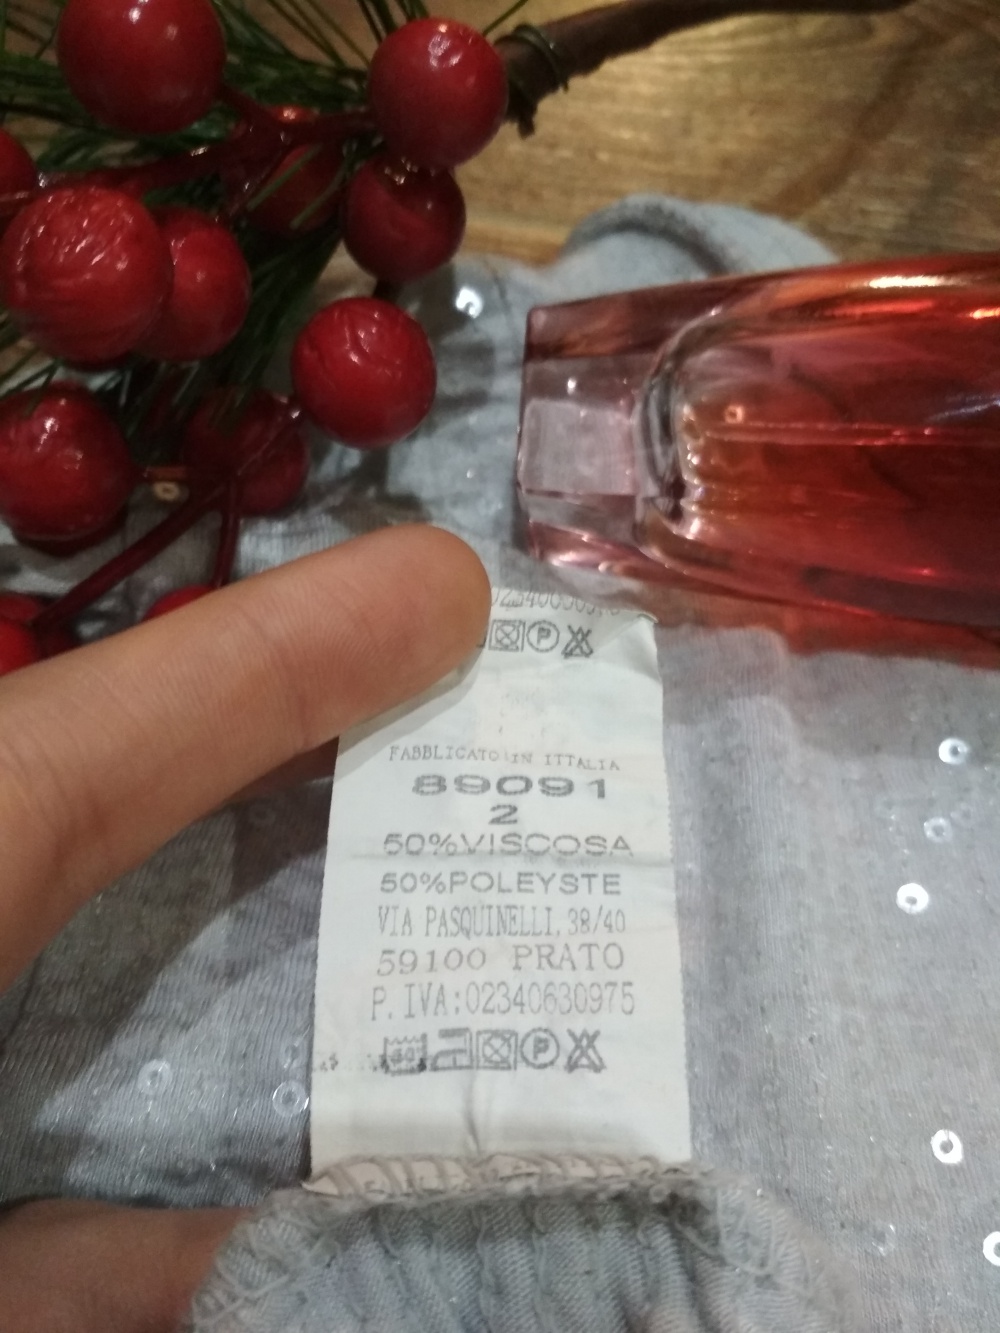 FABBLICATO IN ITTALIA
89091
2
50%VISCOSA
50%POLEYSTE
VIA PASQUINELLI,38/40
59100 PRATO
P.IVA:02340630975
P